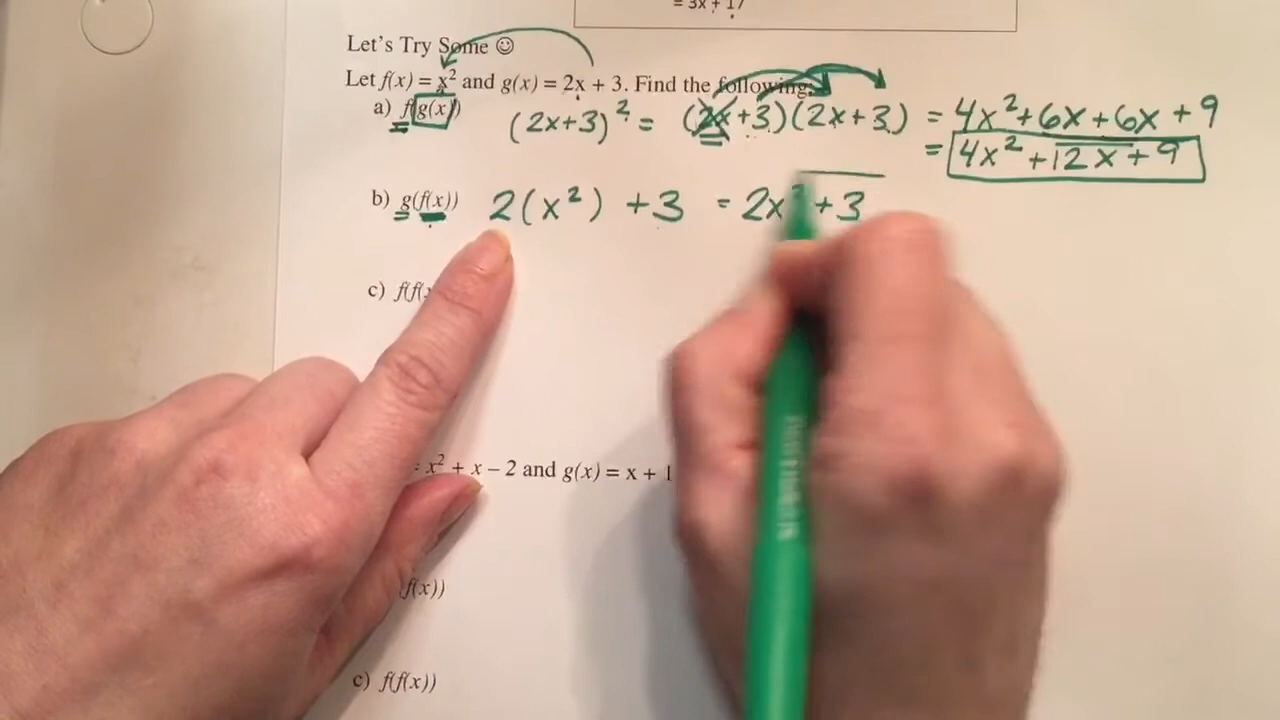 = 3x + 17
Let's Try Some ☺
Let f(x) = x² and g(x) = 2x + 3. Find the following:
a) f(g(x)) (2x+3)² = (2x+3)(2x+3) = 4x²+6x+6x+9
= 4x²+12x+9
b) g(f(x)) 2(x²) +3 = 2x²+3
c) f(f(
= x² + x – 2 and g(x) = x + 1
f(x))
c) f(f(x))